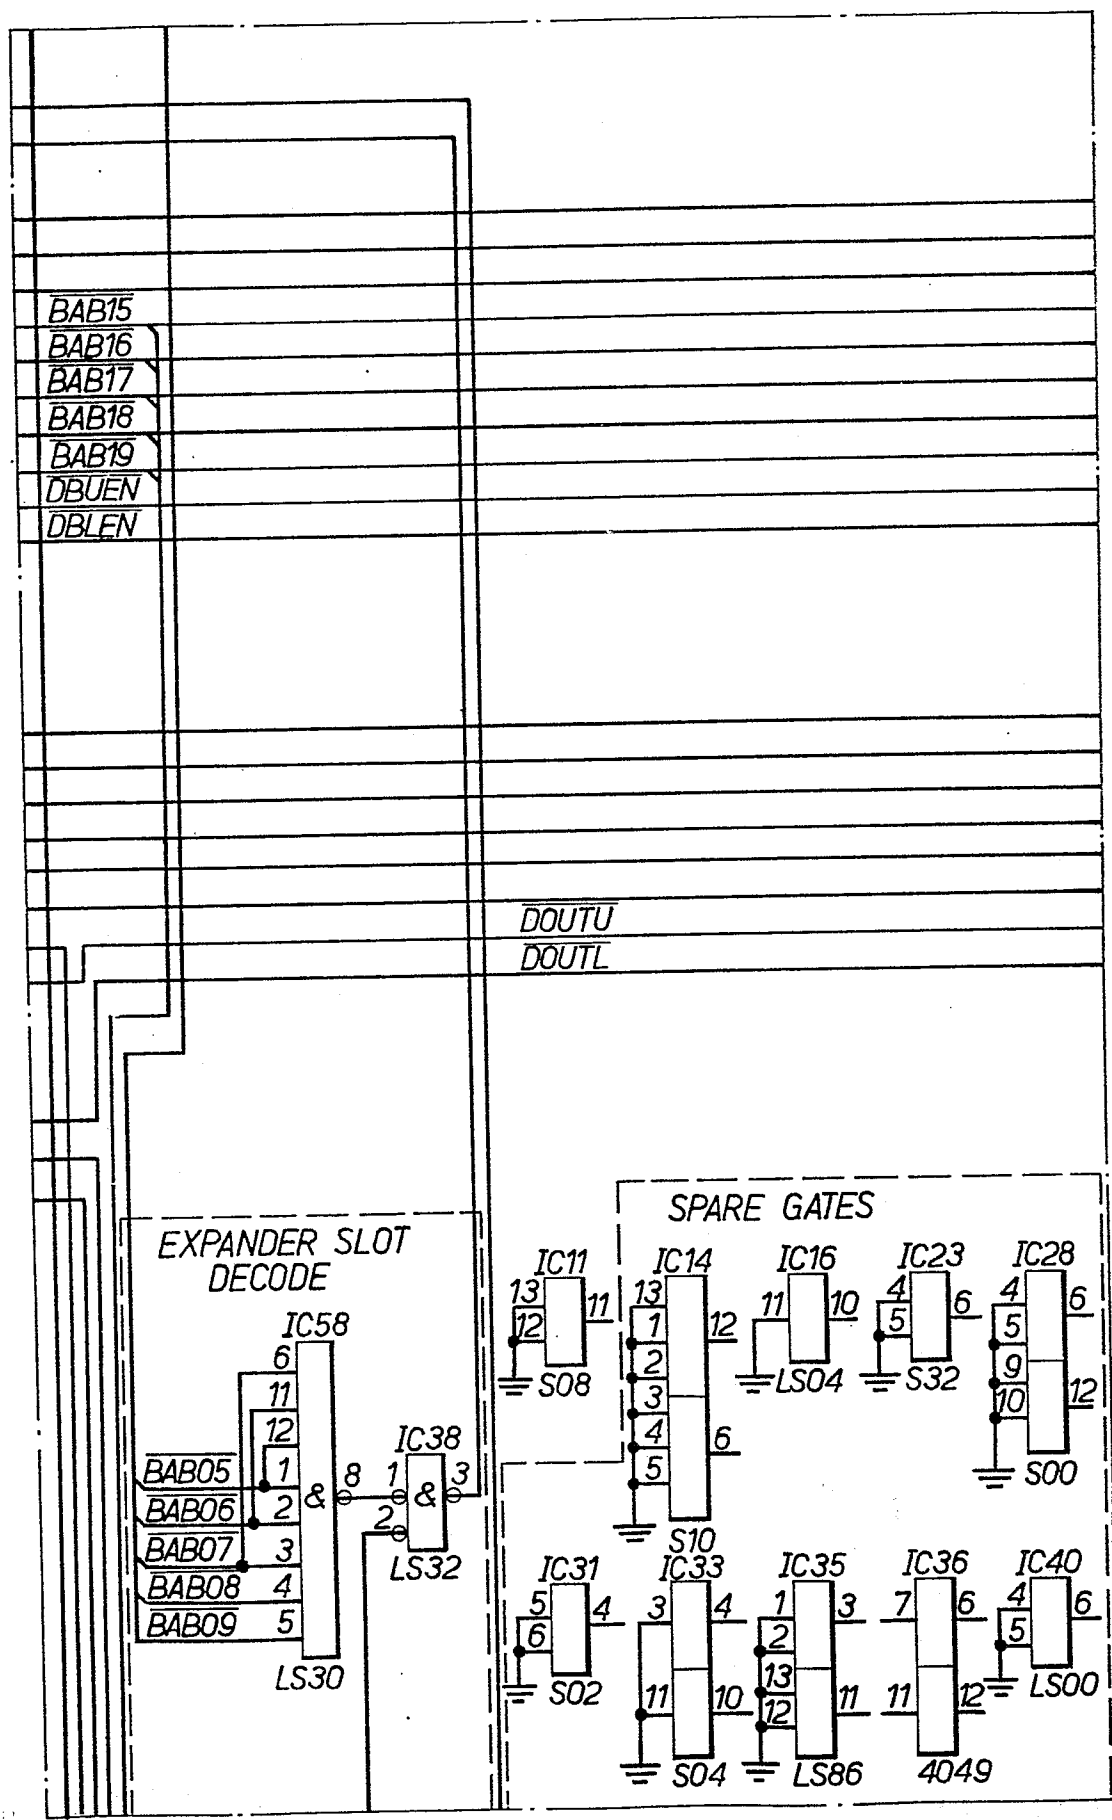 BAB15
BAB16
BAB17
BAB18
BAB19
DBUEN
DBLEN
DOUTU
DOUTL
EXPANDER SLOT
DECODE
IC58
6
11
12
BAB05 1
BAB06 2
BAB07 3
BAB08 4
BAB09 5
&
8
LS30
IC38
1
2
&
3
LS32
SPARE GATES
IC11
13
12
11
S08
IC14
13
1
2
3
4
5
12
6
S10
IC16
11
10
LS04
IC23
4
5
6
S32
IC28
4
5
9
10
6
12
S00
IC31
5
6
4
S02
IC33
3
11
4
10
S04
IC35
1
2
13
12
3
11
LS86
IC36
7
11
6
12
4049
IC40
4
5
6
LS00